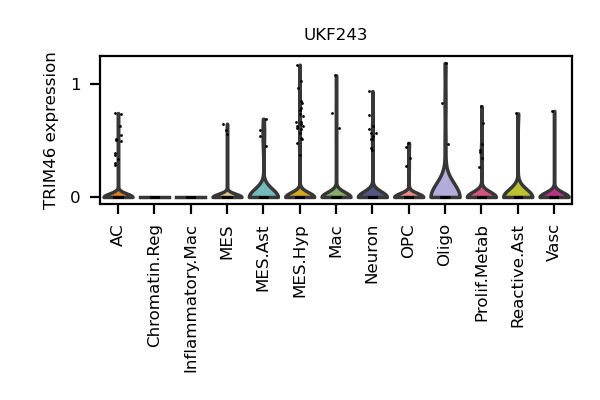 UKF243
TRIM46 expression
1
0
AC
Chromatin.Reg
Inflammatory.Mac
MES
MES.Ast
MES.Hyp
Mac
Neuron
OPC
Oligo
Prolif.Metab
Reactive.Ast
Vasc